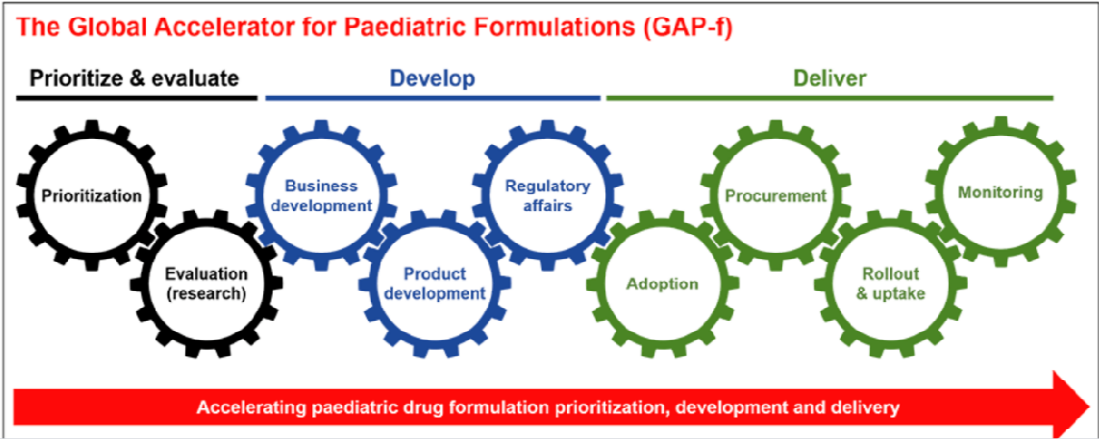 The Global Accelerator for Paediatric Formulations (GAP-f)
Prioritize & evaluate
Develop
Deliver
Prioritization
Evaluation
(research)
Business
development
Product
development
Regulatory
affairs
Adoption
Procurement
Rollout
& uptake
Monitoring
Accelerating paediatric drug formulation prioritization, development and delivery